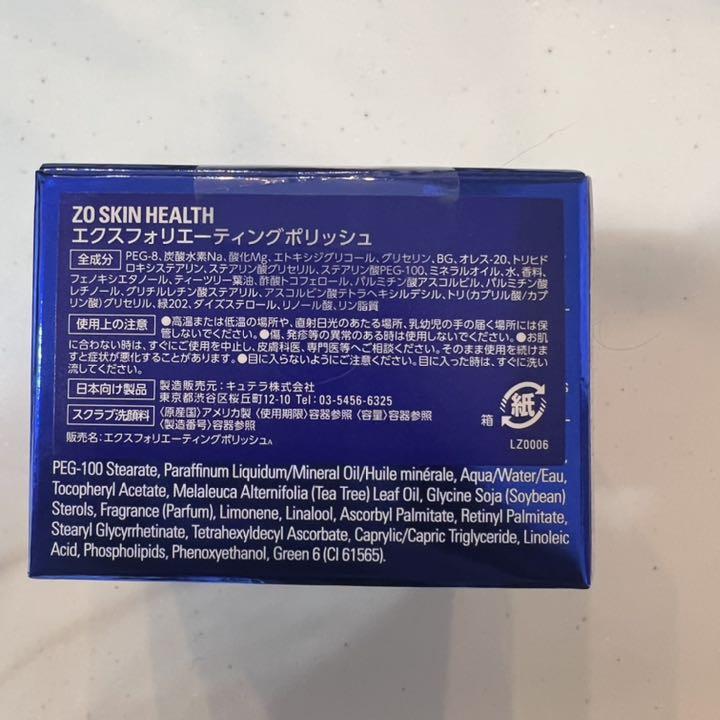 ZO SKIN HEALTH
エクスフォリエーティングポリッシュ
全成分 PEG-8、炭酸水素Na、酸化Mg、エトキシジグリコール、グリセリン、BG、オレス-20、トリヒド
ロキシステアリン、ステアリン酸グリセリル、ステアリン酸PEG-100、ミネラルオイル、水、香料、
フェノキシエタノール、ティーツリー葉油、酢酸トコフェロール、パルミチン酸アスコルビル、パルミチン酸
レチノール、グリチルレチン酸ステアリル、アスコルビン酸テトラヘキシルデシル、トリ(カプリル酸/カプ
リン酸)グリセリル、緑202、ダイズステロール、リノール酸、リン脂質
使用上の注意 ●高温または低温の場所や、直射日光のあたる場所、乳幼児の手の届く場所には保
管しないでください。●傷、発疹等の異常のある時は使用しないでください。●お肌
に合わない時は、すぐにご使用を中止し、皮膚科医、専門医等へご相談ください。そのまま使用を続けま
すと症状が悪化することがあります。●目に入らないようにご注意ください。目に入った時は、すぐに洗い
流してください。
日本向け製品 製造販売元:キュテラ株式会社
東京都渋谷区桜丘町12-10 Tel:03-5456-6325
スクラブ洗顔料 〈原産国〉アメリカ製〈使用期限〉容器参照〈容量〉容器参照
〈製造番号〉容器参照
販売名:エクスフォリエーティングポリッシュA
箱 紙
LZ0006
PEG-100 Stearate, Paraffinum Liquidum/Mineral Oil/Huile minérale, Aqua/Water/Eau,
Tocopheryl Acetate, Melaleuca Alternifolia (Tea Tree) Leaf Oil, Glycine Soja (Soybean)
Sterols, Fragrance (Parfum), Limonene, Linalool, Ascorbyl Palmitate, Retinyl Palmitate,
Stearyl Glycyrrhetinate, Tetrahexyldecyl Ascorbate, Caprylic/Capric Triglyceride, Linoleic
Acid, Phospholipids, Phenoxyethanol, Green 6 (CI 61565).